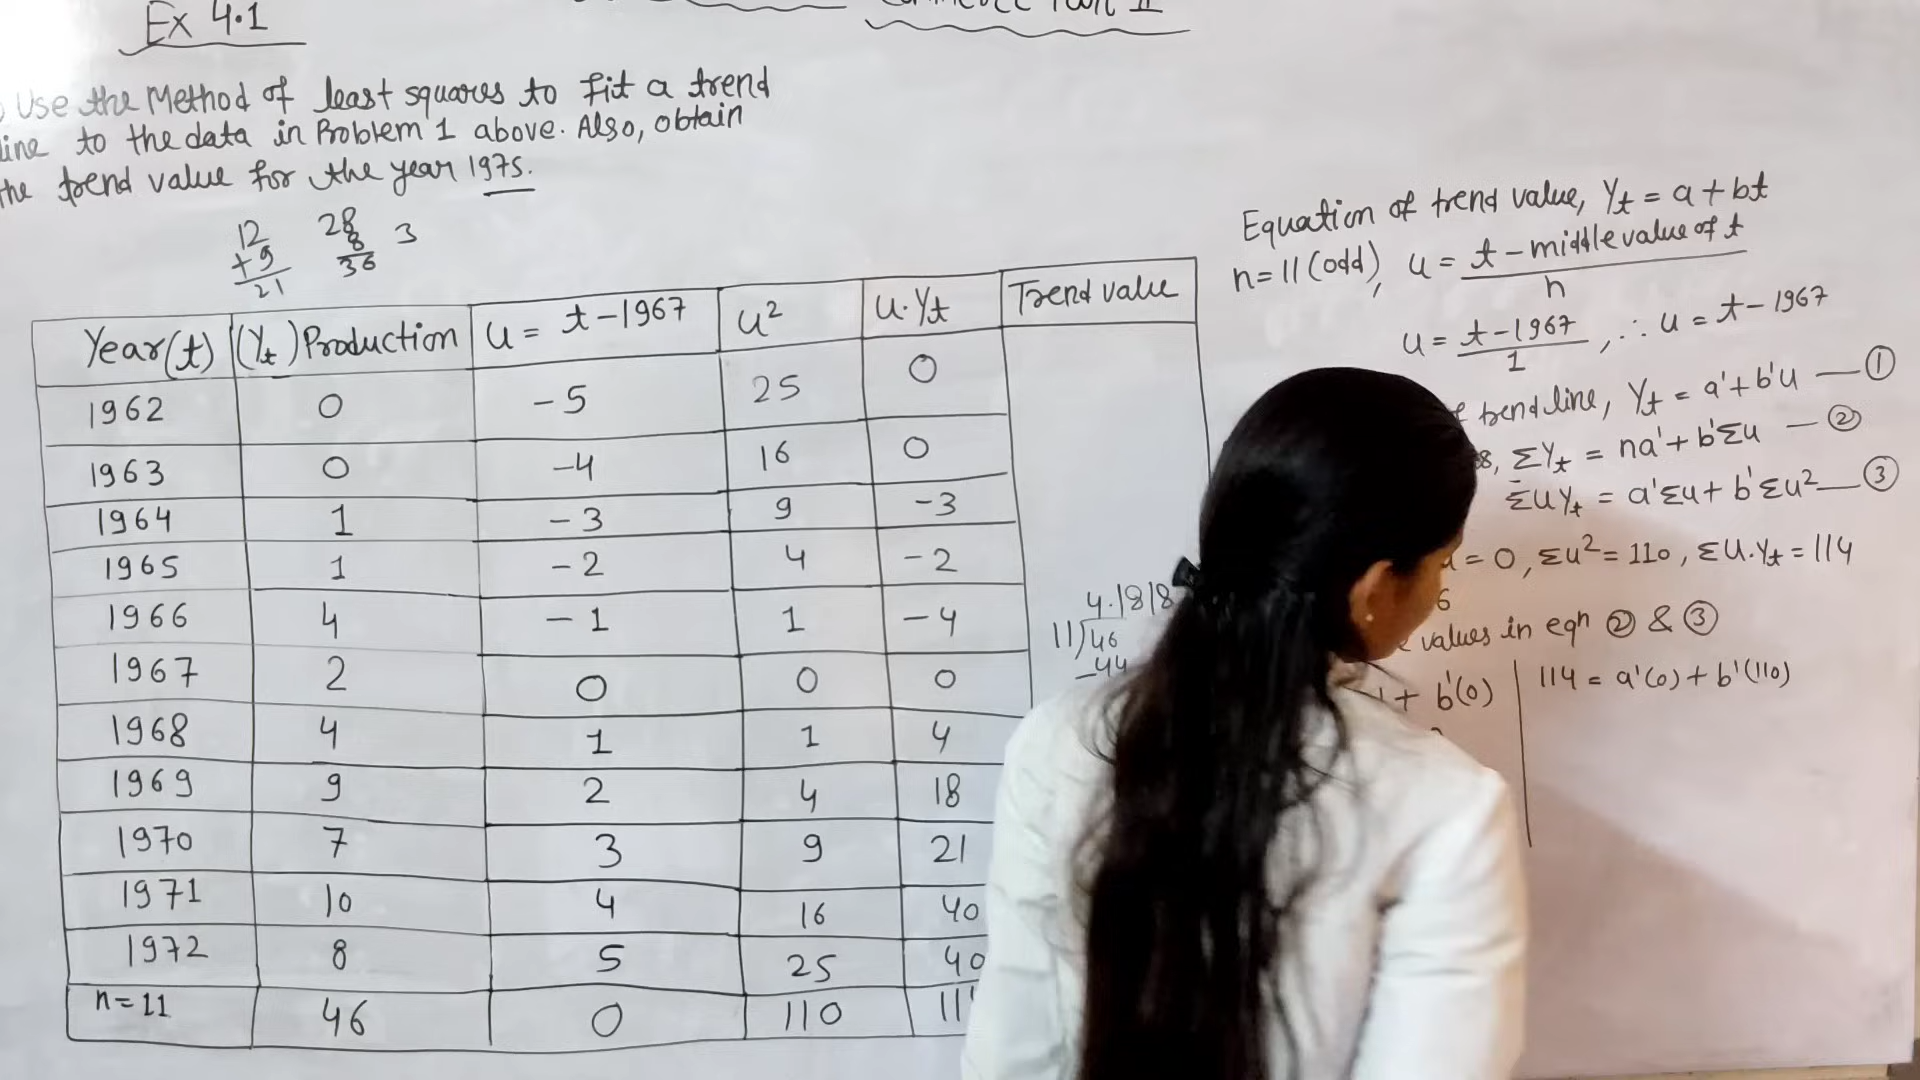 Ex 4.1
Part II
Use the Method of least squares to fit a trend
line to the data in Problem 1 above. Also, obtain
the trend value for the year 1975.
12
+9
21
28
8
36
3
Year(t) (Yt) Production u = t-1967 u² u.Yt Trend value
1962 0 -5 25 0
1963 0 -4 16 0
1964 1 -3 9 -3
1965 1 -2 4 -2
1966 4 -1 1 -4
1967 2 0 0 0
1968 4 1 1 4
1969 9 2 4 18
1970 7 3 9 21
1971 10 4 16 40
1972 8 5 25 40
n=11 46 0 110 11
4.1818
11)46
-44
Equation of trend value, Yt = a + bt
n=11 (odd), u = t - middle value of t
h
u = t-1967
1
, ∴ u = t-1967
trend line, Yt = a'+b'u — ①
ΣYt = na'+b'Σu — ②
ΣuYt = a'Σu+b'Σu² — ③
= 0, Σu²=110, Σu.Yt = 114
6
values in eqn ② & ③
+ b'(0)
114 = a'(0) + b'(110)